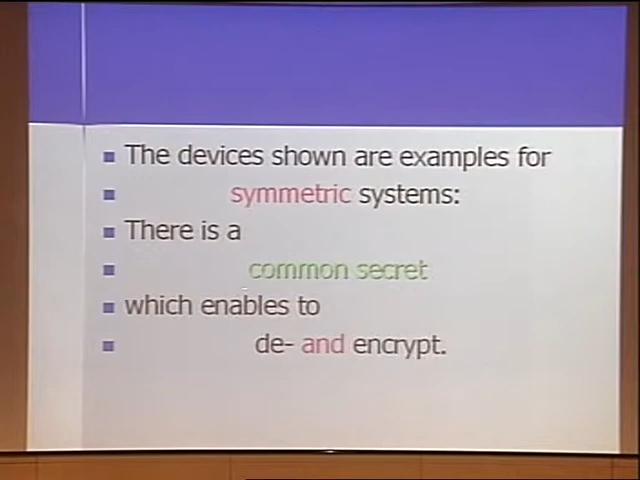 The devices shown are examples for
symmetric systems:
There is a
common secret
which enables to
de- and encrypt.